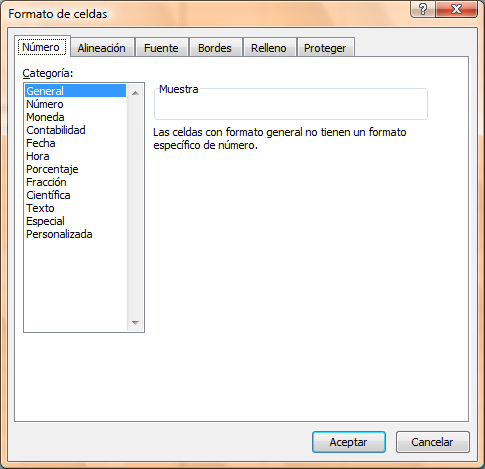 Formato de celdas
Número Alineación Fuente Bordes Relleno Proteger
Categoría:
General
Número
Moneda
Contabilidad
Fecha
Hora
Porcentaje
Fracción
Científica
Texto
Especial
Personalizada
Muestra
Las celdas con formato general no tienen un formato
específico de número.
Aceptar Cancelar